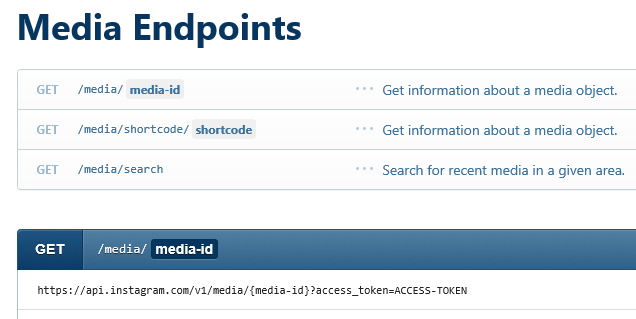 Media Endpoints
GET /media/media-id ••• Get information about a media object.
GET /media/shortcode/shortcode ••• Get information about a media object.
GET /media/search ••• Search for recent media in a given area.
GET /media/media-id
https://api.instagram.com/v1/media/{media-id}?access_token=ACCESS-TOKEN